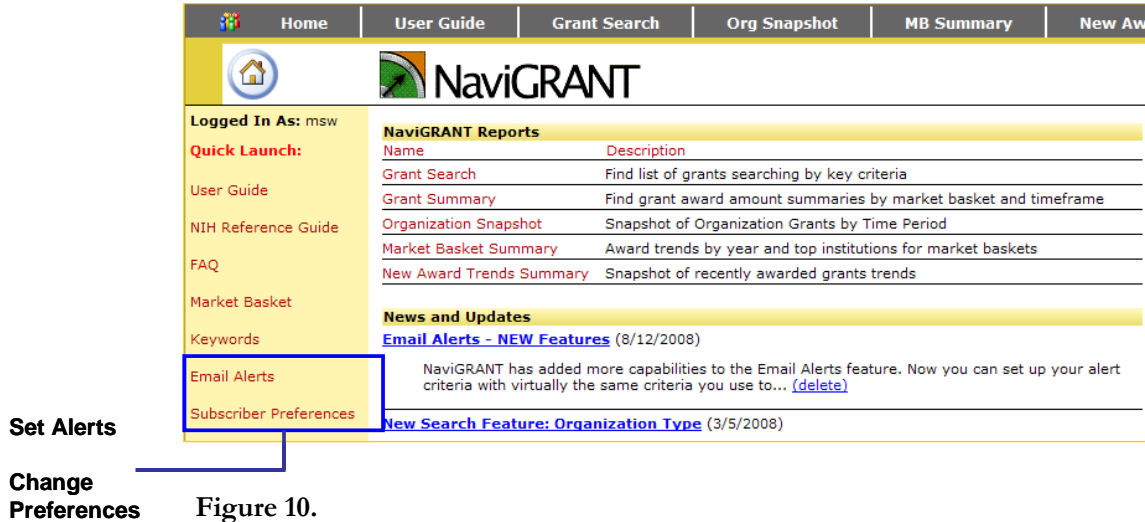 Home User Guide Grant Search Org Snapshot MB Summary New Aw
NaviGRANT
Logged In As: msw
Quick Launch:
User Guide
NIH Reference Guide
FAQ
Market Basket
Keywords
Email Alerts
Subscriber Preferences
NaviGRANT Reports
Name Description
Grant Search Find list of grants searching by key criteria
Grant Summary Find grant award amount summaries by market basket and timeframe
Organization Snapshot Snapshot of Organization Grants by Time Period
Market Basket Summary Award trends by year and top institutions for market baskets
New Award Trends Summary Snapshot of recently awarded grants trends
News and Updates
Email Alerts - NEW Features (8/12/2008)
NaviGRANT has added more capabilities to the Email Alerts feature. Now you can set up your alert
criteria with virtually the same criteria you use to... (delete)
New Search Feature: Organization Type (3/5/2008)
Set Alerts
Change
Preferences
Figure 10.